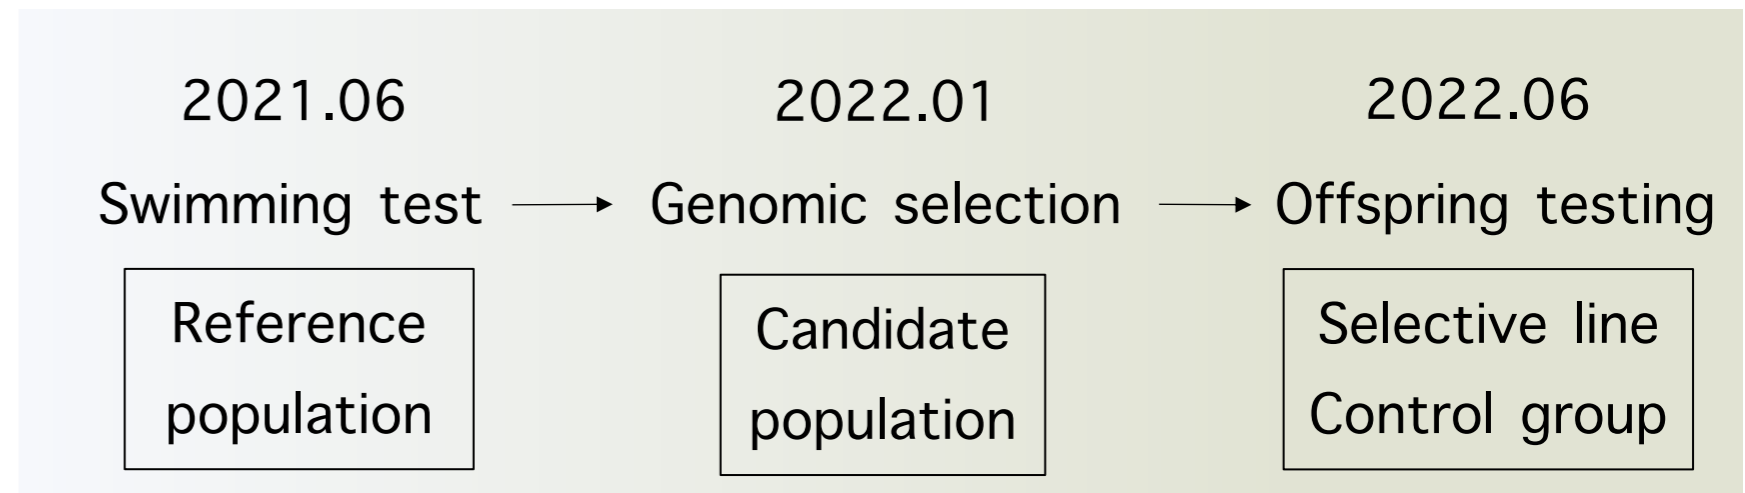 2021.06
2022.01
2022.06
Swimming test
Genomic selection
Offspring testing
Reference
population
Candidate
population
Selective line
Control group